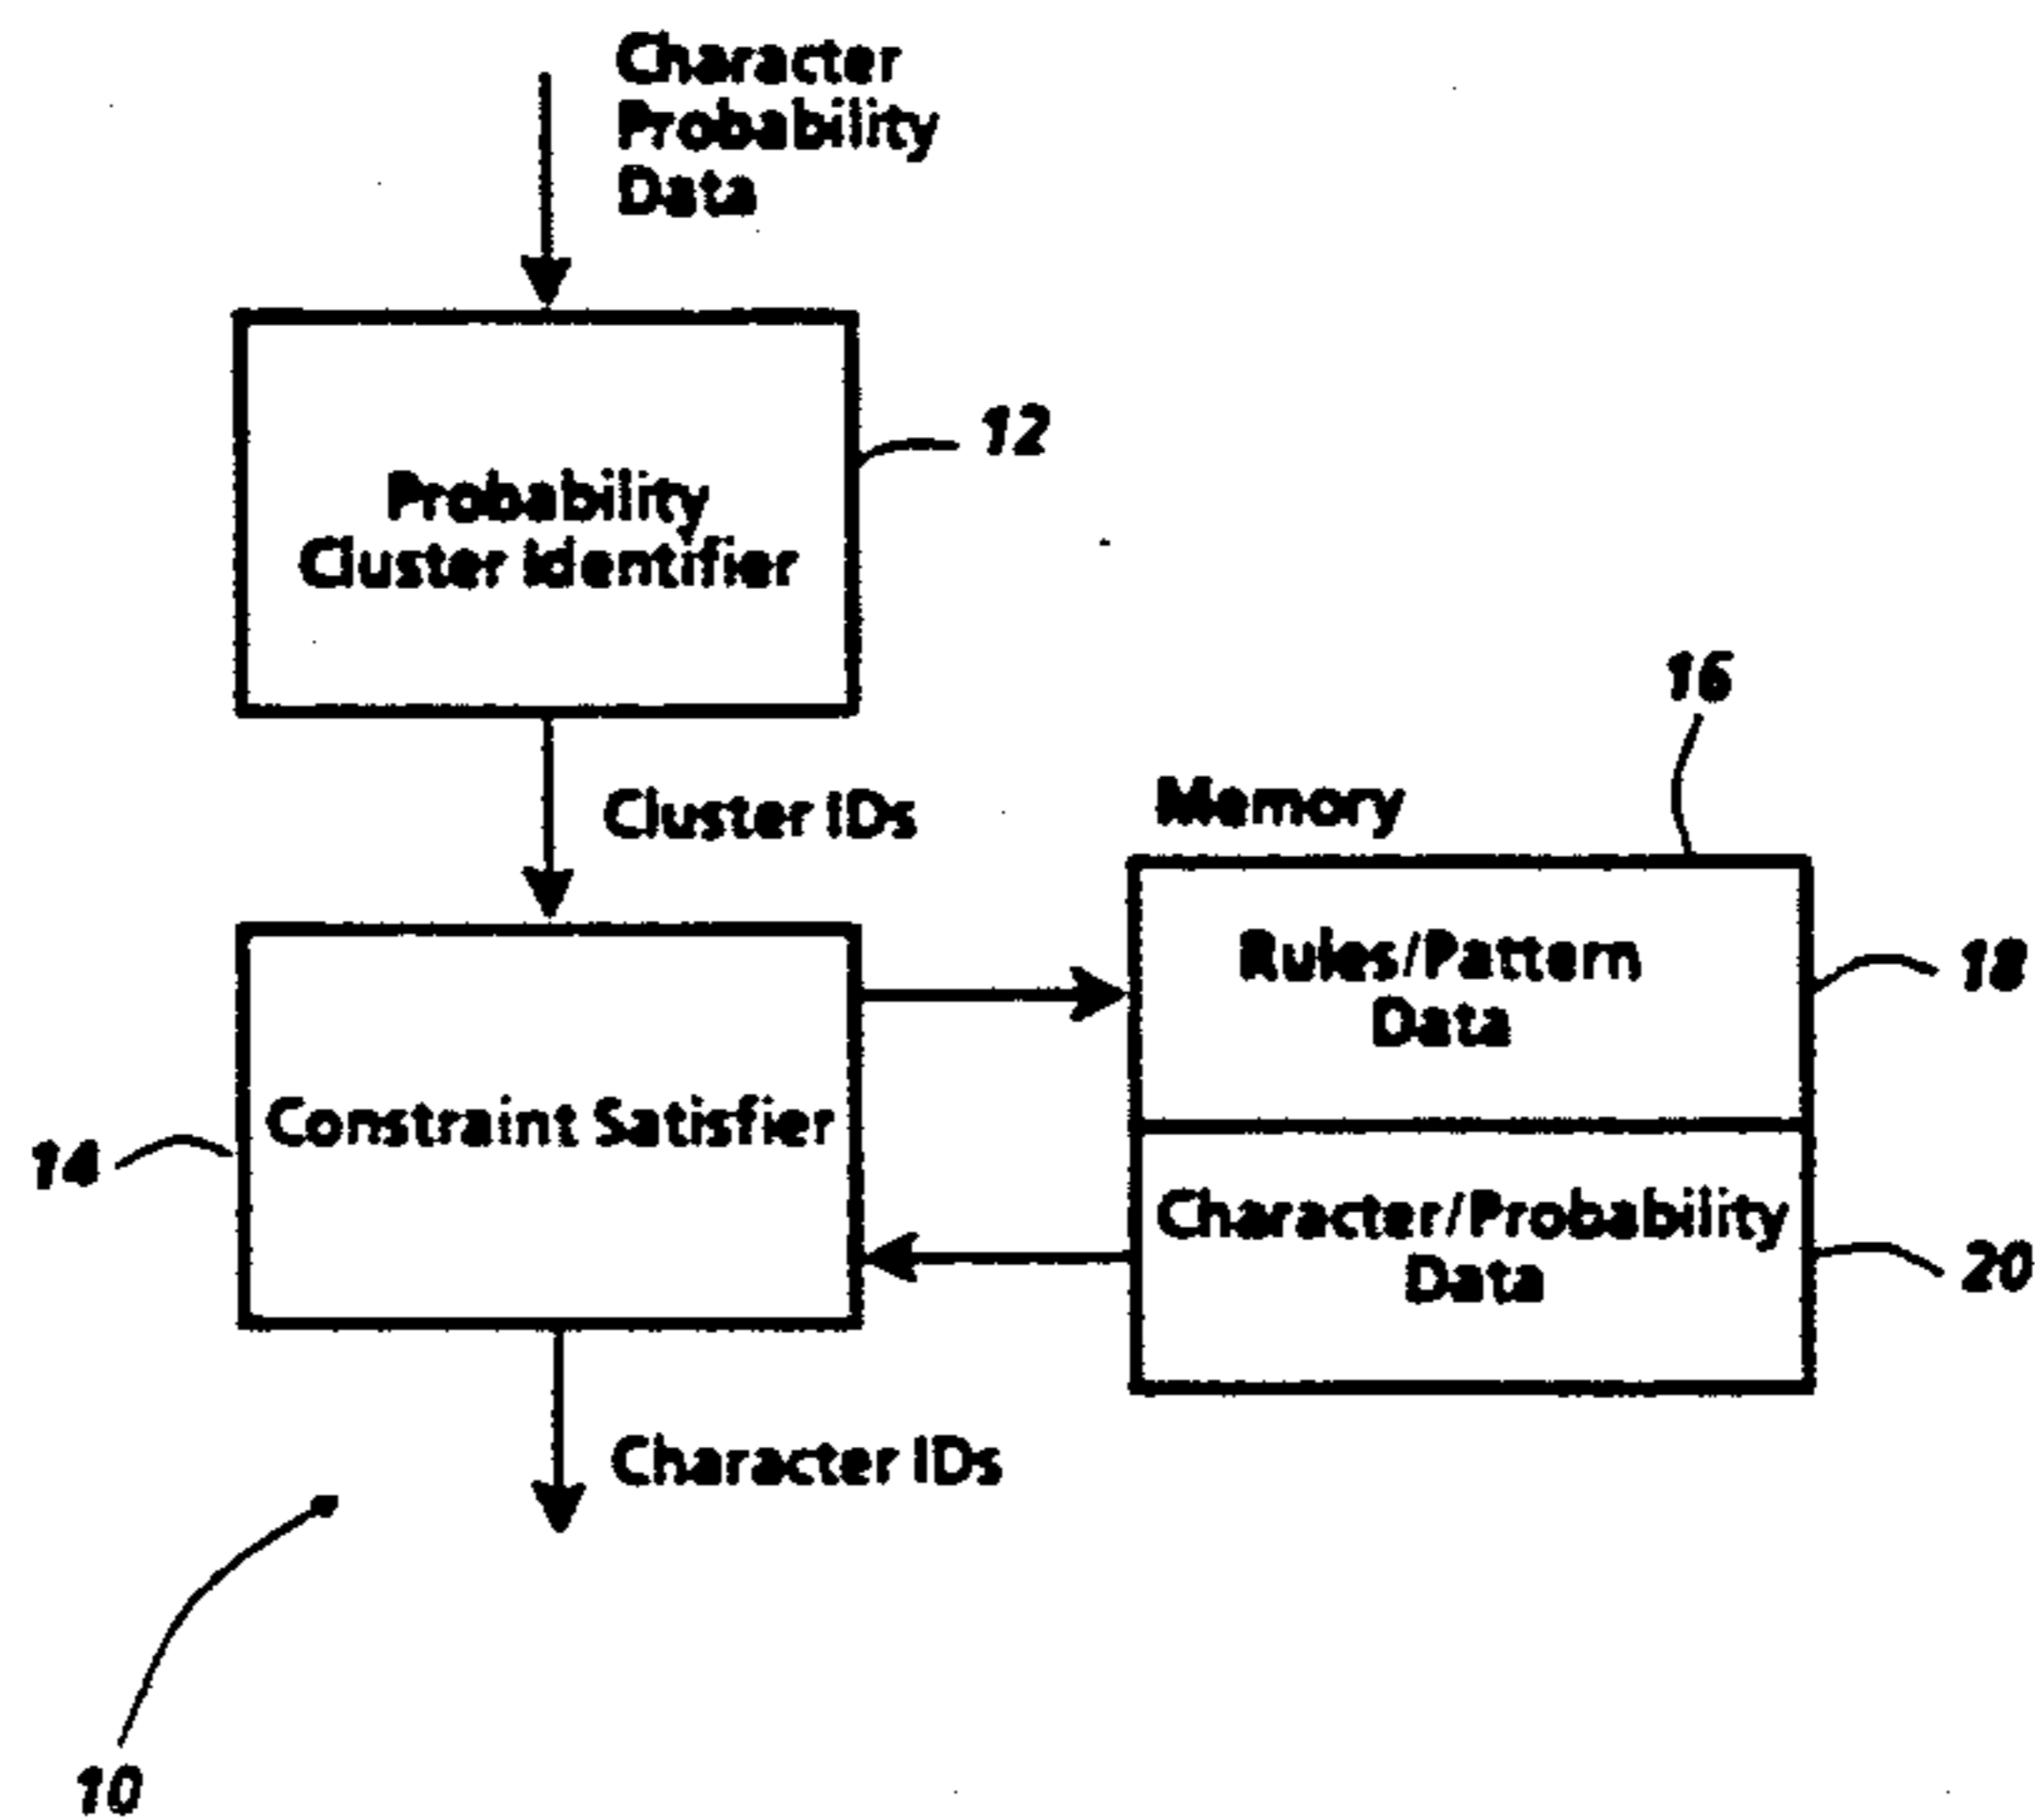 Character
Probability
Data
12
Probability
Cluster Identifier
16
Cluster IDs
Memory
Rules/Pattern
Data
18
Constraint Satisfier
14
Character/Probability
Data
20
Character IDs
10